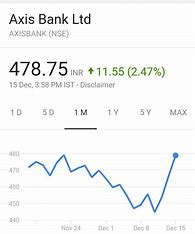 Axis Bank Ltd
AXISBANK (NSE)
478.75 INR ↑ 11.55 (2.47%)
15 Dec, 3:58 PM IST - Disclaimer
1 D 5 D 1 M 1 Y 5 Y MAX
480
470
460
450
440
Nov 24 Dec 1 Dec 8 Dec 15